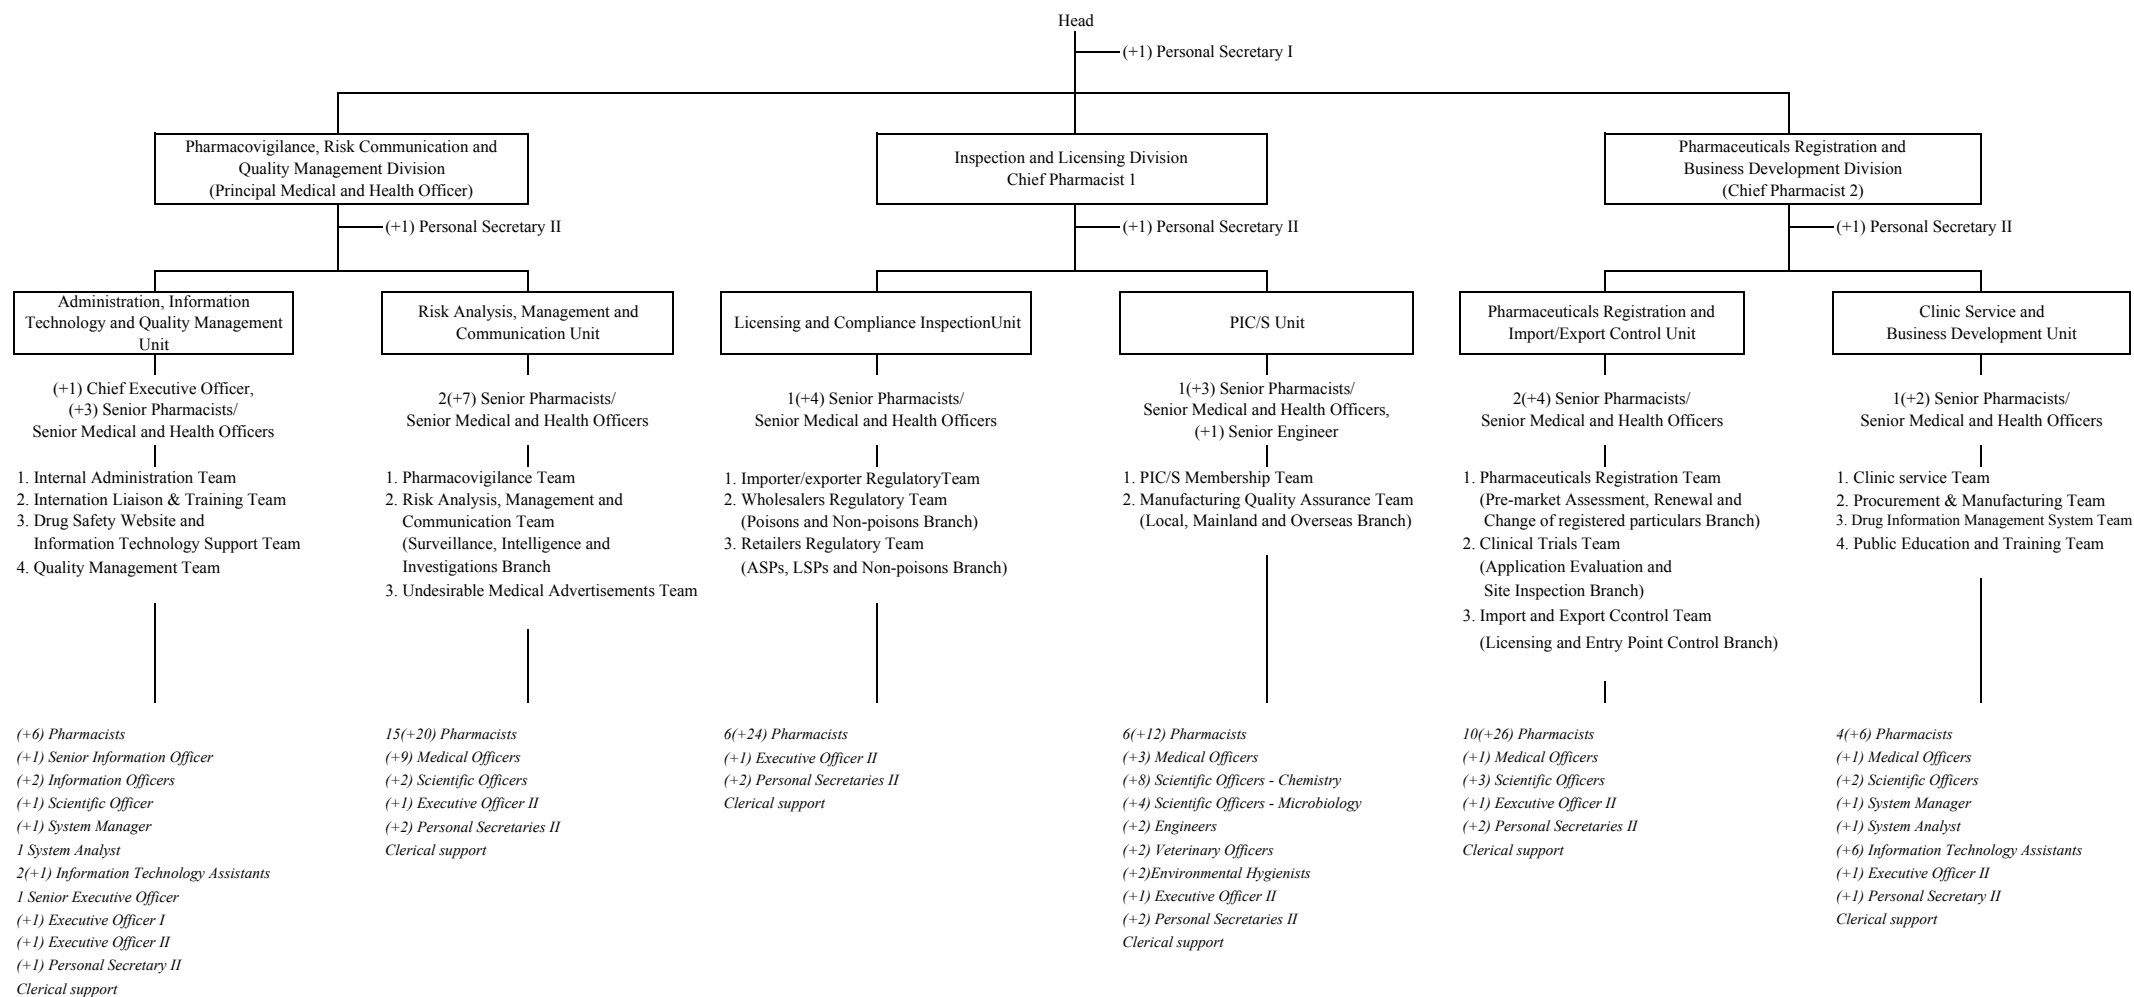 Head
(+1) Personal Secretary I
Pharmacovigilance, Risk Communication and
Quality Management Division
(Principal Medical and Health Officer)
(+1) Personal Secretary II
Inspection and Licensing Division
Chief Pharmacist 1
(+1) Personal Secretary II
Pharmaceuticals Registration and
Business Development Division
(Chief Pharmacist 2)
(+1) Personal Secretary II
Administration, Information
Technology and Quality Management
Unit
(+1) Chief Executive Officer,
(+3) Senior Pharmacists/
Senior Medical and Health Officers
1. Internal Administration Team
2. Internation Liaison & Training Team
3. Drug Safety Website and
Information Technology Support Team
4. Quality Management Team
(+6) Pharmacists
(+1) Senior Information Officer
(+2) Information Officers
(+1) Scientific Officer
(+1) System Manager
1 System Analyst
2(+1) Information Technology Assistants
1 Senior Executive Officer
(+1) Executive Officer I
(+1) Executive Officer II
(+1) Personal Secretary II
Clerical support
Risk Analysis, Management and
Communication Unit
2(+7) Senior Pharmacists/
Senior Medical and Health Officers
1. Pharmacovigilance Team
2. Risk Analysis, Management and
Communication Team
(Surveillance, Intelligence and
Investigations Branch
3. Undesirable Medical Advertisements Team
15(+20) Pharmacists
(+9) Medical Officers
(+2) Scientific Officers
(+1) Executive Officer II
(+2) Personal Secretaries II
Clerical support
Licensing and Compliance InspectionUnit
1(+4) Senior Pharmacists/
Senior Medical and Health Officers
1. Importer/exporter RegulatoryTeam
2. Wholesalers Regulatory Team
(Poisons and Non-poisons Branch)
3. Retailers Regulatory Team
(ASPs, LSPs and Non-poisons Branch)
6(+24) Pharmacists
(+1) Executive Officer II
(+2) Personal Secretaries II
Clerical support
PIC/S Unit
1(+3) Senior Pharmacists/
Senior Medical and Health Officers,
(+1) Senior Engineer
1. PIC/S Membership Team
2. Manufacturing Quality Assurance Team
(Local, Mainland and Overseas Branch)
6(+12) Pharmacists
(+3) Medical Officers
(+8) Scientific Officers - Chemistry
(+4) Scientific Officers - Microbiology
(+2) Engineers
(+2) Veterinary Officers
(+2)Environmental Hygienists
(+1) Executive Officer II
(+2) Personal Secretaries II
Clerical support
Pharmaceuticals Registration and
Import/Export Control Unit
2(+4) Senior Pharmacists/
Senior Medical and Health Officers
1. Pharmaceuticals Registration Team
(Pre-market Assessment, Renewal and
Change of registered particulars Branch)
2. Clinical Trials Team
(Application Evaluation and
Site Inspection Branch)
3. Import and Export Ccontrol Team
(Licensing and Entry Point Control Branch)
10(+26) Pharmacists
(+1) Medical Officers
(+3) Scientific Officers
(+1) Eexcutive Officer II
(+2) Personal Secretaries II
Clerical support
Clinic Service and
Business Development Unit
1(+2) Senior Pharmacists/
Senior Medical and Health Officers
1. Clinic service Team
2. Procurement & Manufacturing Team
3. Drug Information Management System Team
4. Public Education and Training Team
4(+6) Pharmacists
(+1) Medical Officers
(+2) Scientific Officers
(+1) System Manager
(+1) System Analyst
(+6) Information Technology Assistants
(+1) Executive Officer II
(+1) Personal Secretary II
Clerical support